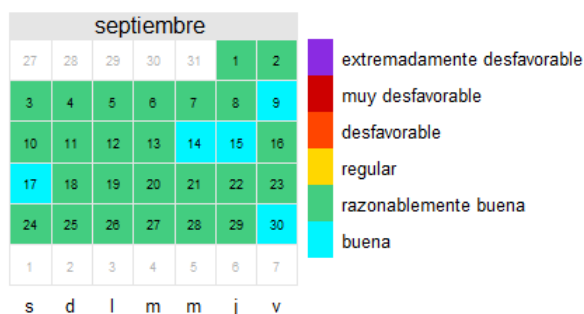 septiembre
27 28 29 30 31 1 2
3 4 5 6 7 8 9
10 11 12 13 14 15 16
17 18 19 20 21 22 23
24 25 26 27 28 29 30
1 2 3 4 5 6 7
s d l m m j v
extremadamente desfavorable
muy desfavorable
desfavorable
regular
razonablemente buena
buena